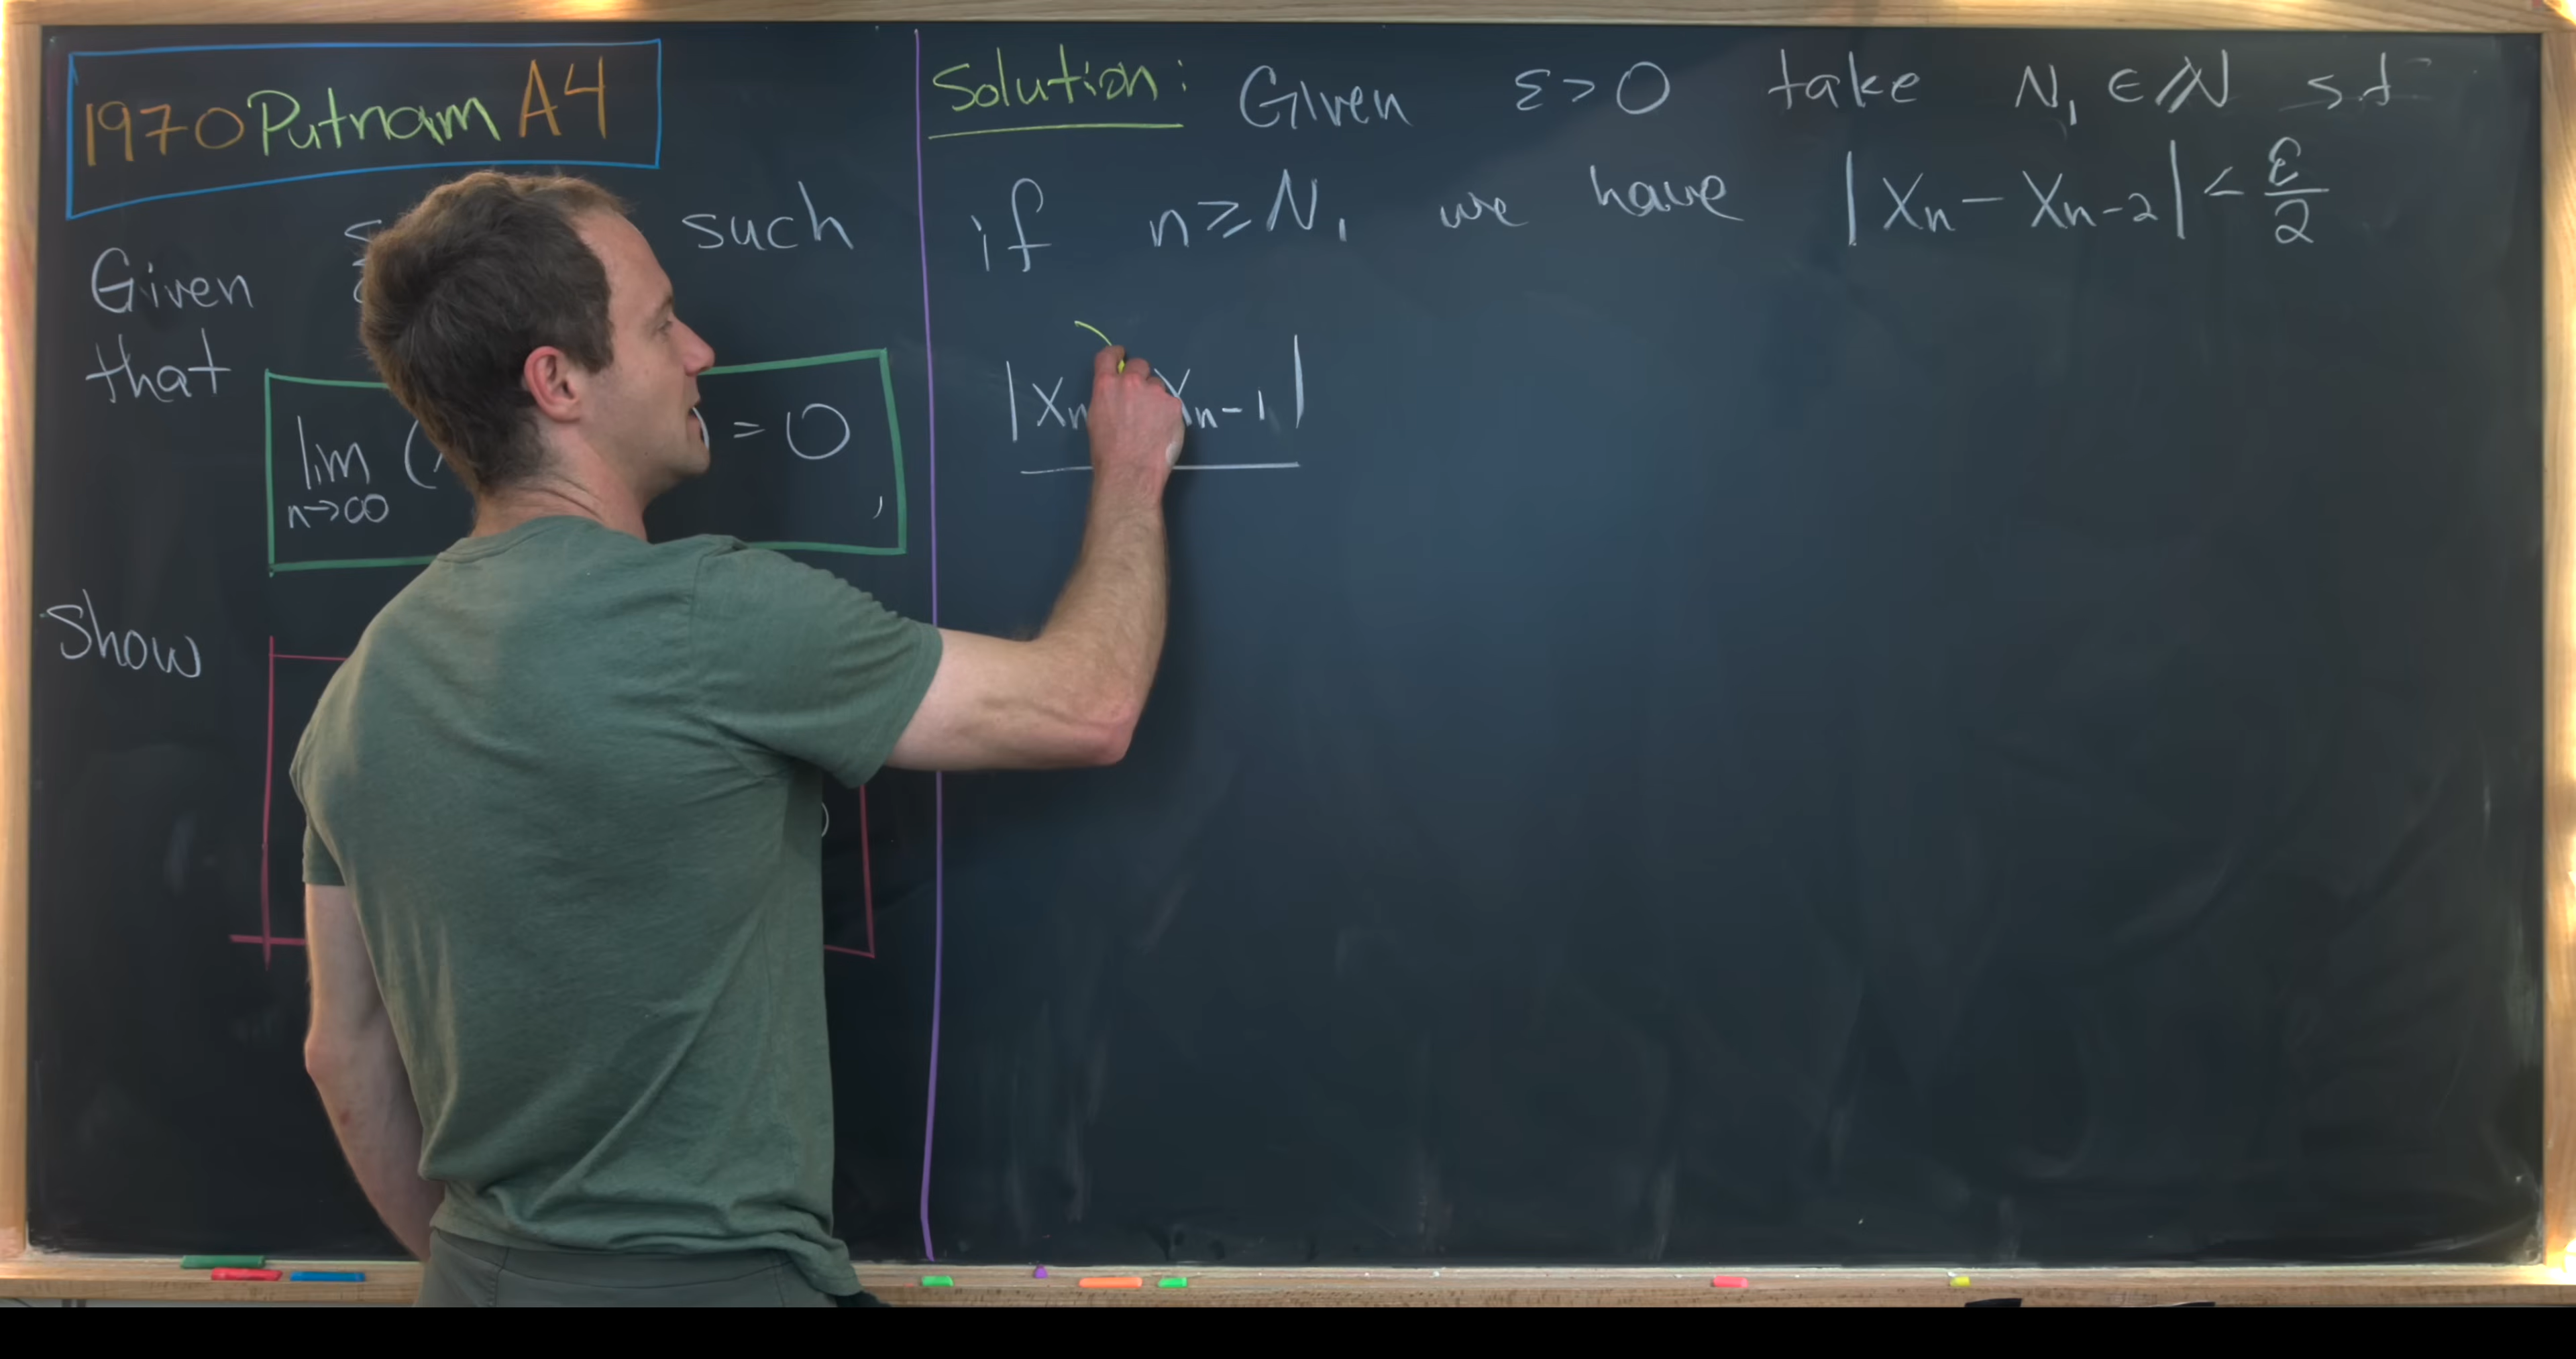 1970 Putnam A4
Given such
that
lim ( ) = 0 ,
n→∞
Show
Solution: Given ε > 0 take N₁ ∈ ℕ s.t
if n ≥ N₁ we have |Xn - Xn-2| < ε/2
|Xn Xn-1|